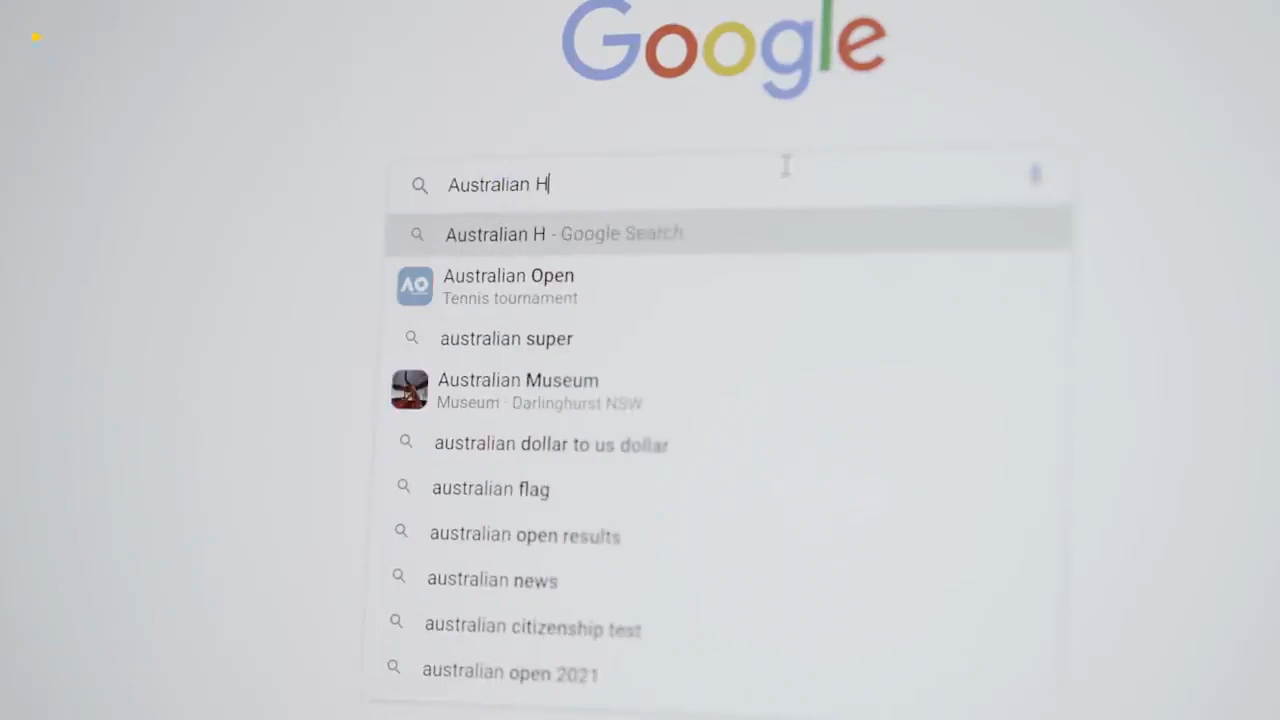 Google
Australian H
Australian H - Google Search
AO
Australian Open
Tennis tournament
australian super
Australian Museum
Museum · Darlinghurst NSW
australian dollar to us dollar
australian flag
australian open results
australian news
australian citizenship test
australian open 2021